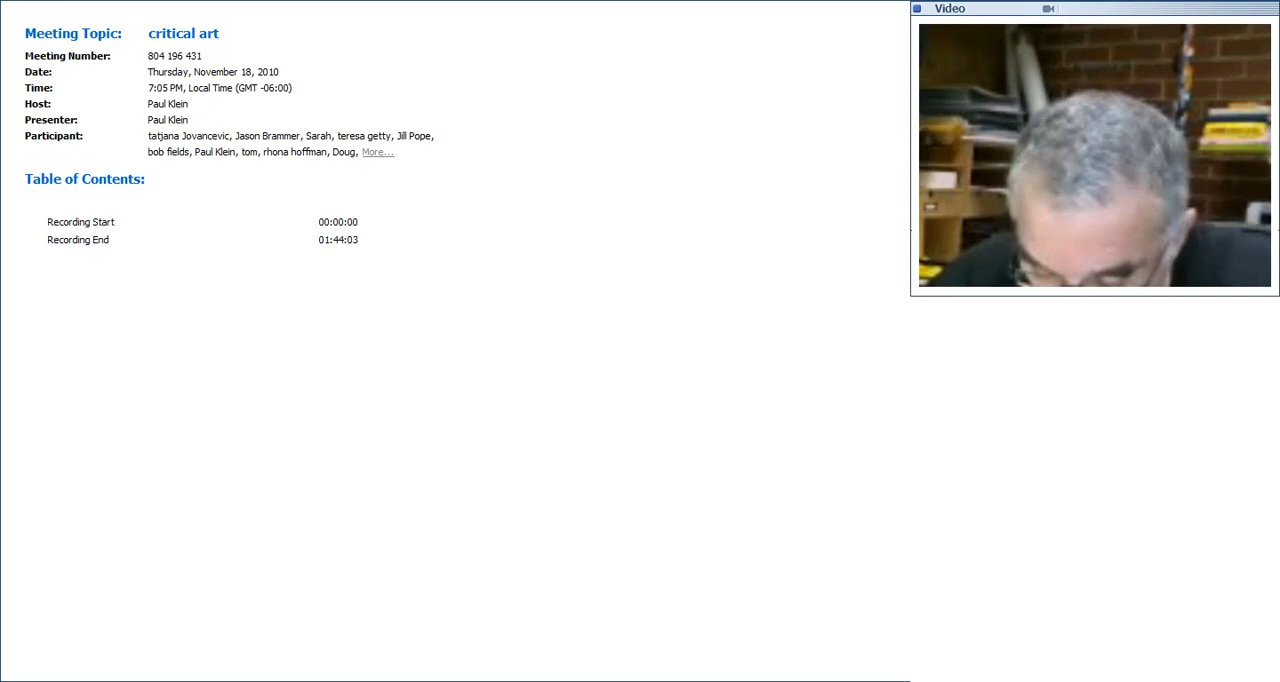 Meeting Topic: critical art
Meeting Number: 804 196 431
Date: Thursday, November 18, 2010
Time: 7:05 PM, Local Time (GMT -06:00)
Host: Paul Klein
Presenter: Paul Klein
Participant: tatjana Jovancevic, Jason Brammer, Sarah, teresa getty, Jill Pope,
bob fields, Paul Klein, tom, rhona hoffman, Doug, More...
Table of Contents:
Recording Start 00:00:00
Recording End 01:44:03
Video